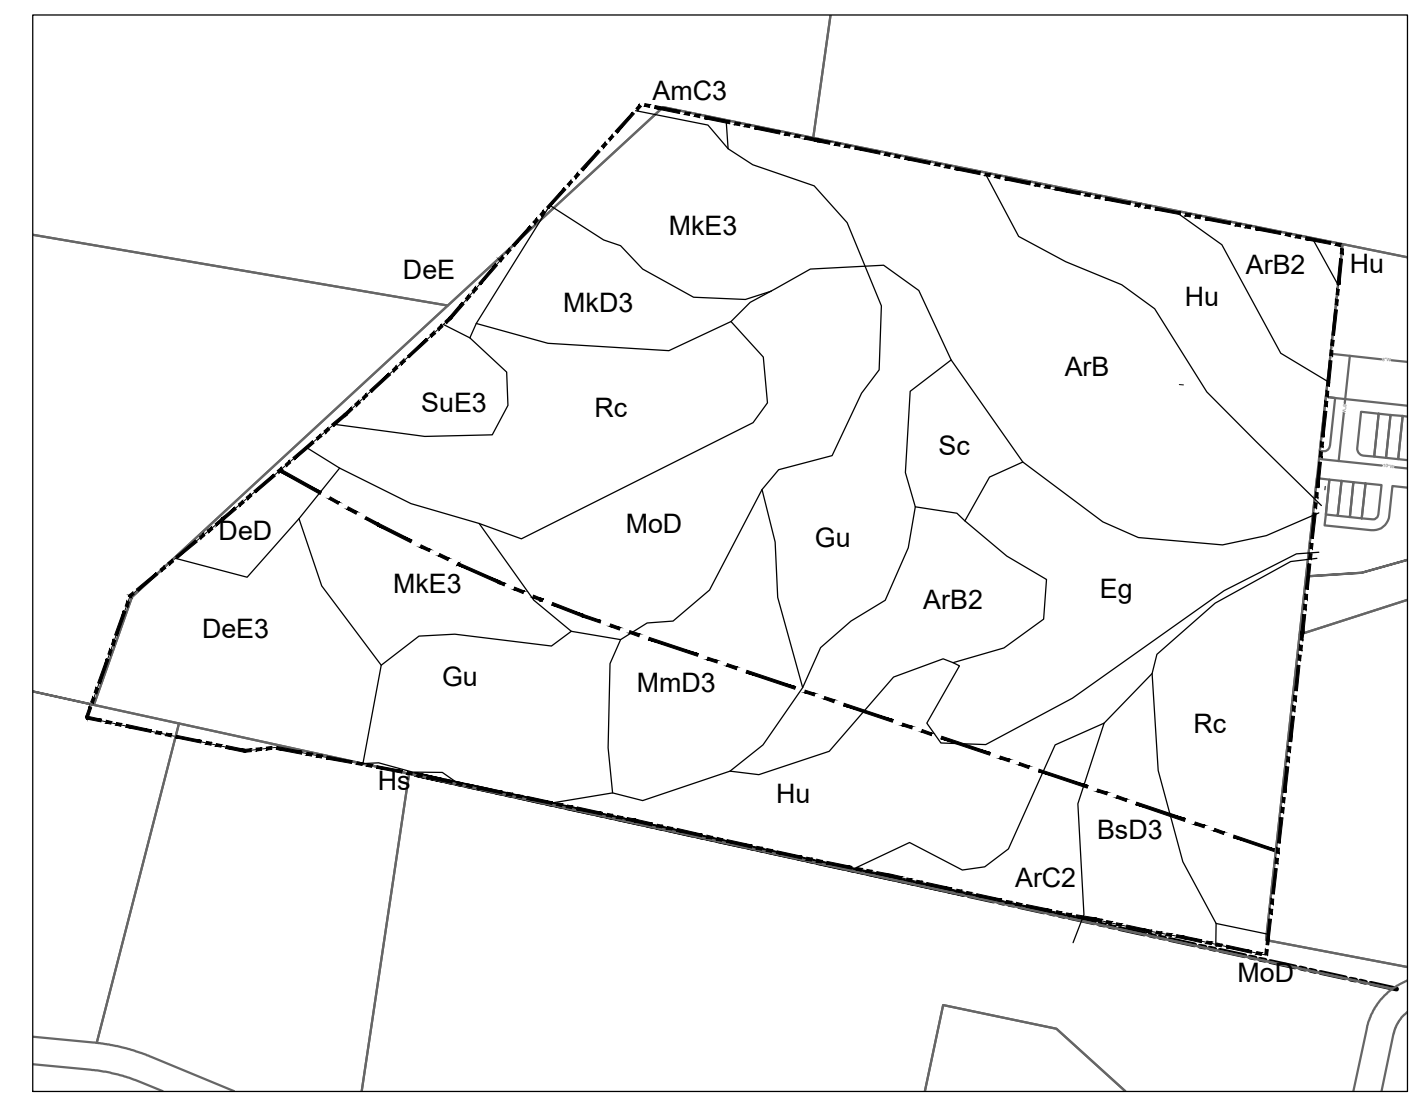 AmC3
MkE3
DeE
ArB2
Hu
Hu
MkD3
ArB
SuE3
Rc
Sc
DeD
MoD
Gu
MkE3
Eg
ArB2
DeE3
Gu
MmD3
Rc
Hs
Hu
BsD3
ArC2
MoD